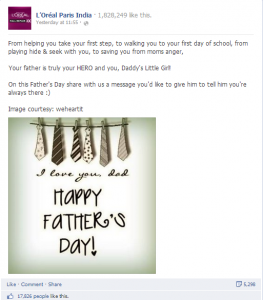 L'Oréal Paris India · 1,828,249 like this.
Yesterday at 11:55 ·
From helping you take your first step, to walking you to your first day of school, from
playing hide & seek with you, to saving you from moms anger,
Your father is truly your HERO and you, Daddy's Little Girl!
On this Father's Day share with us a message you'd like to give him to tell him you're
always there :)
Image courtesy: weheartit
I love you, dad
HAPPY
FATHER'S
DAY!
Like · Comment · Share
17,826 people like this.